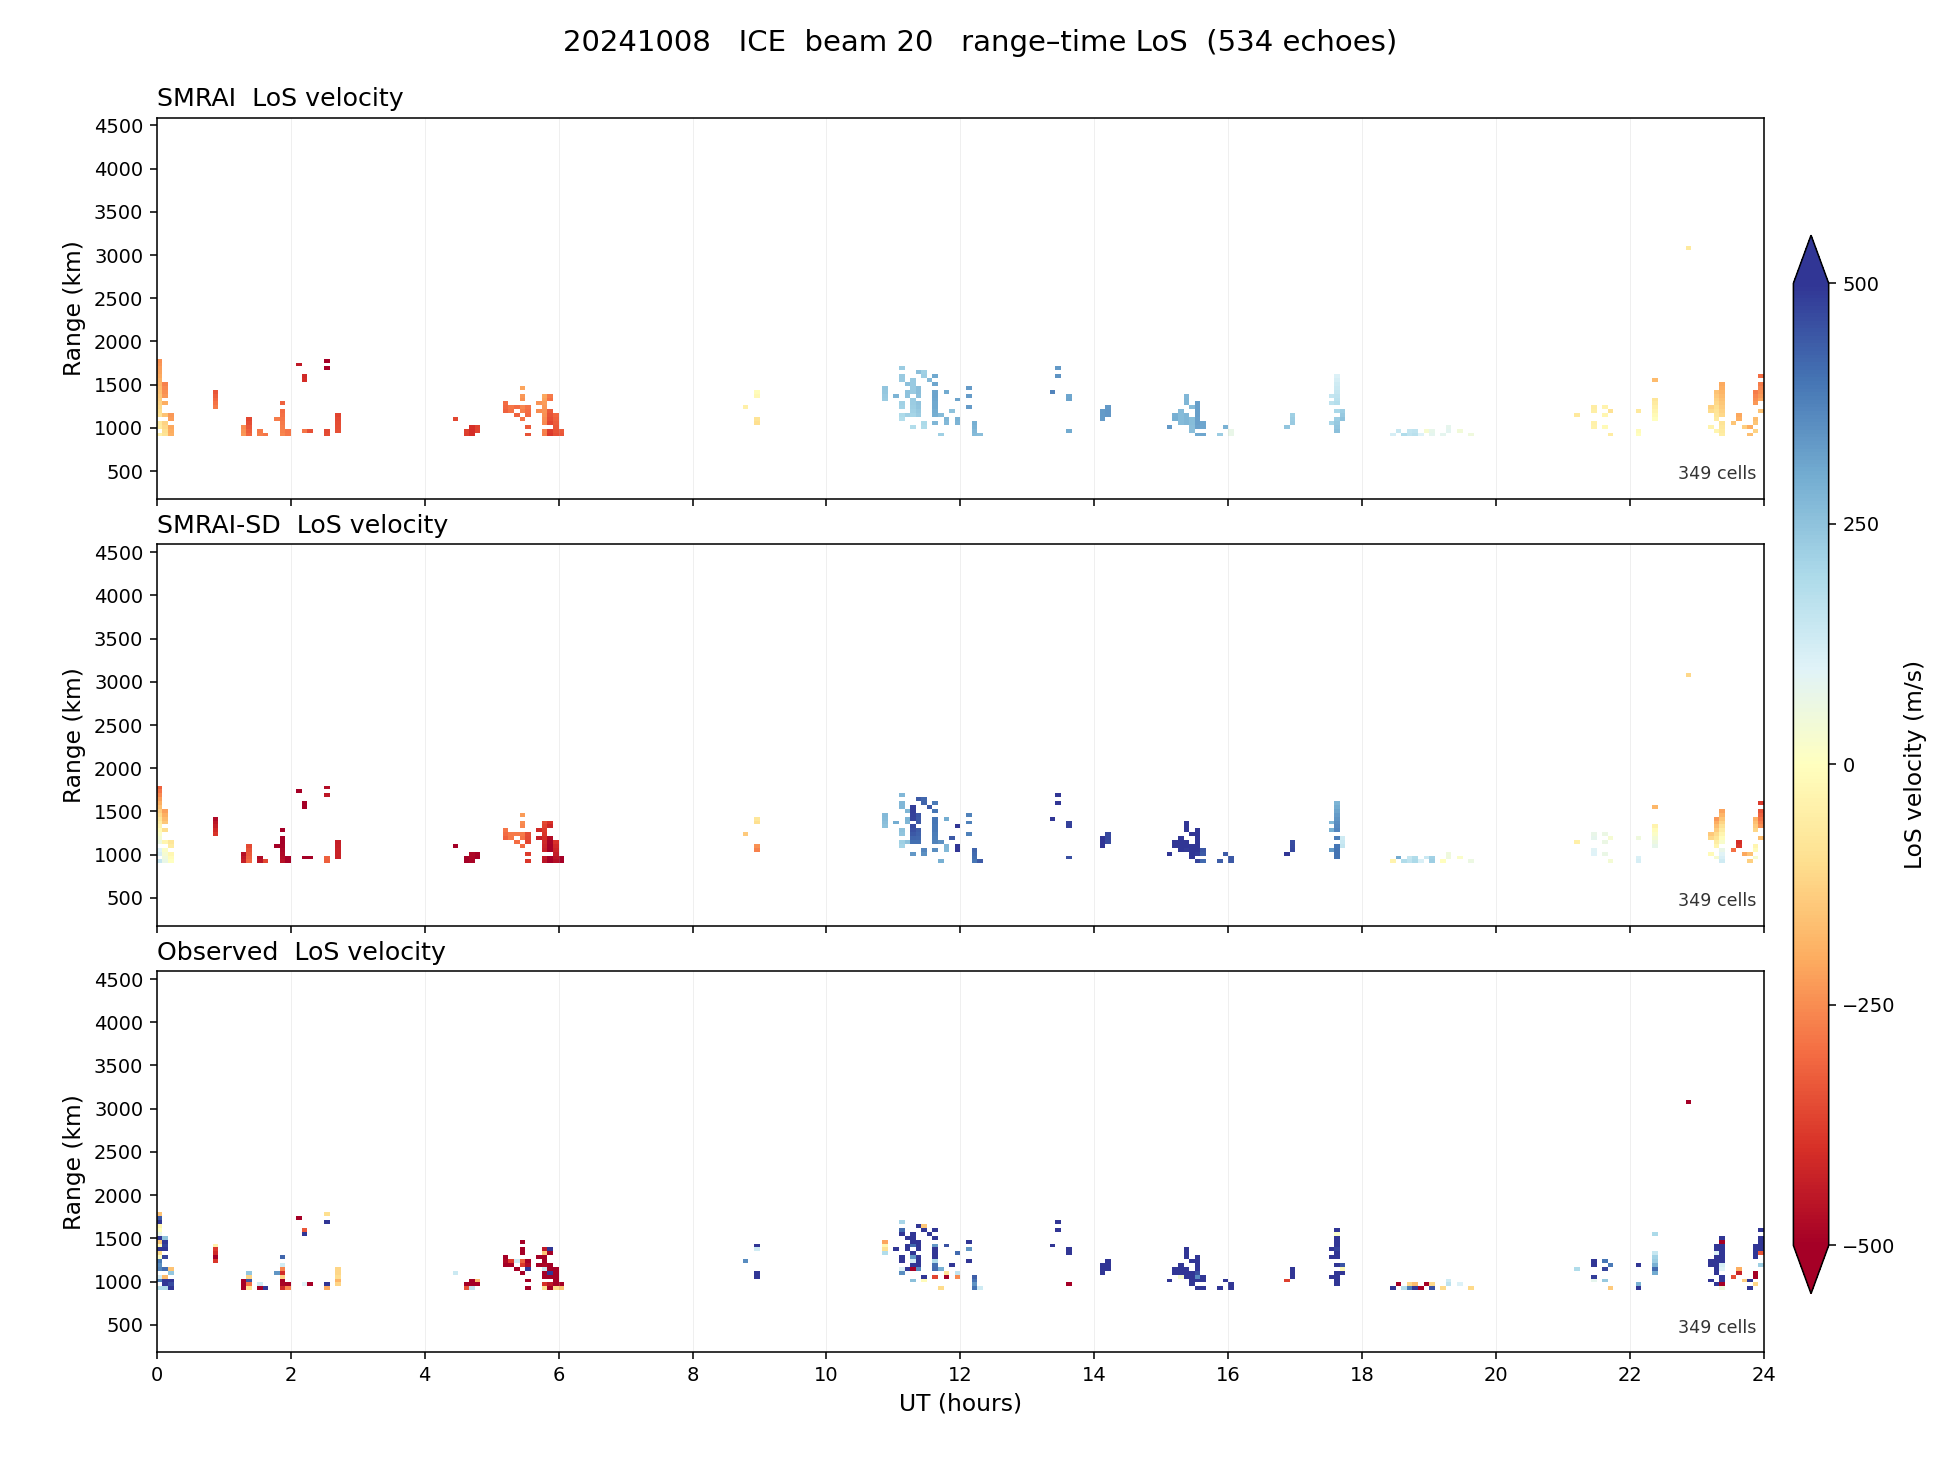 20241008   ICE  beam 20   range–time LoS  (534 echoes)
SMRAI  LoS velocity
4500
4000
3500
3000
2500
2000
1500
1000
500
Range (km)
349 cells
SMRAI-SD  LoS velocity
4500
4000
3500
3000
2500
2000
1500
1000
500
Range (km)
349 cells
Observed  LoS velocity
4500
4000
3500
3000
2500
2000
1500
1000
500
Range (km)
349 cells
0 2 4 6 8 10 12 14 16 18 20 22 24
UT (hours)
500
250
0
−250
−500
LoS velocity (m/s)